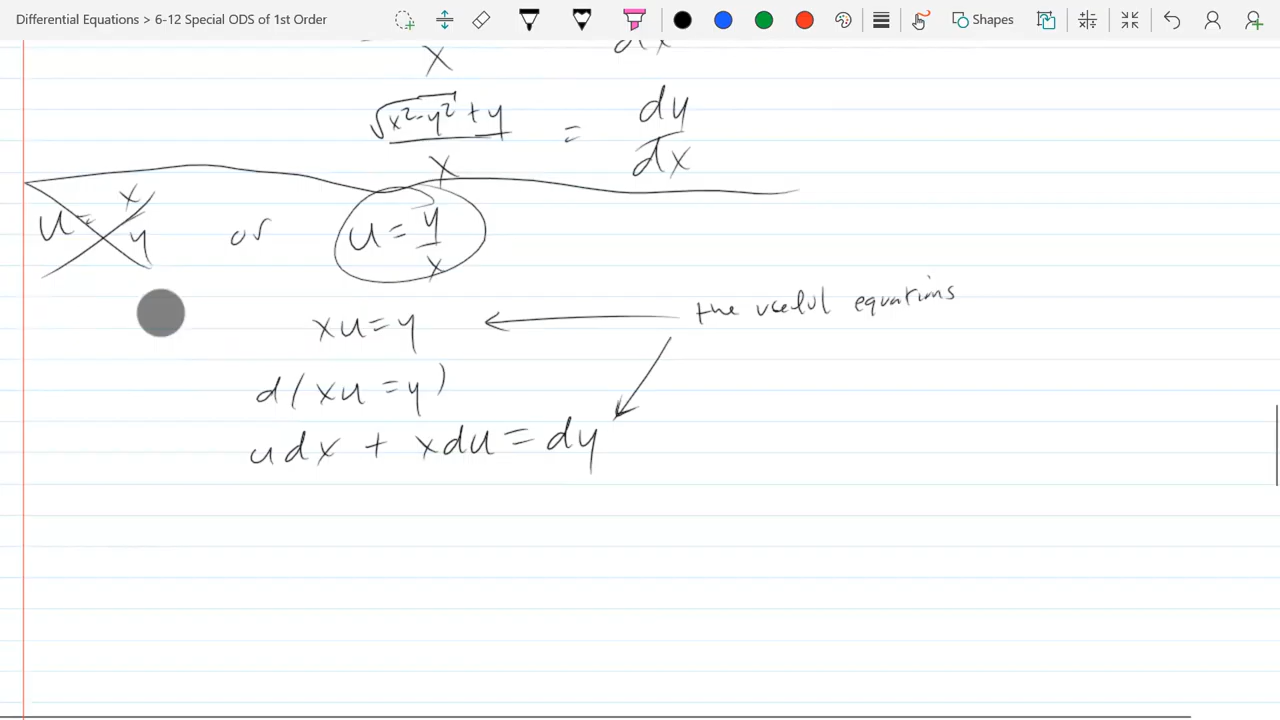 Differential Equations > 6-12 Special ODS of 1st Order
Shapes
x dx
√x²-y² + y / x = dy/dx
u = x/y or u = y/x
xu = y the useful equations
d(xu = y)
udx + xdu = dy